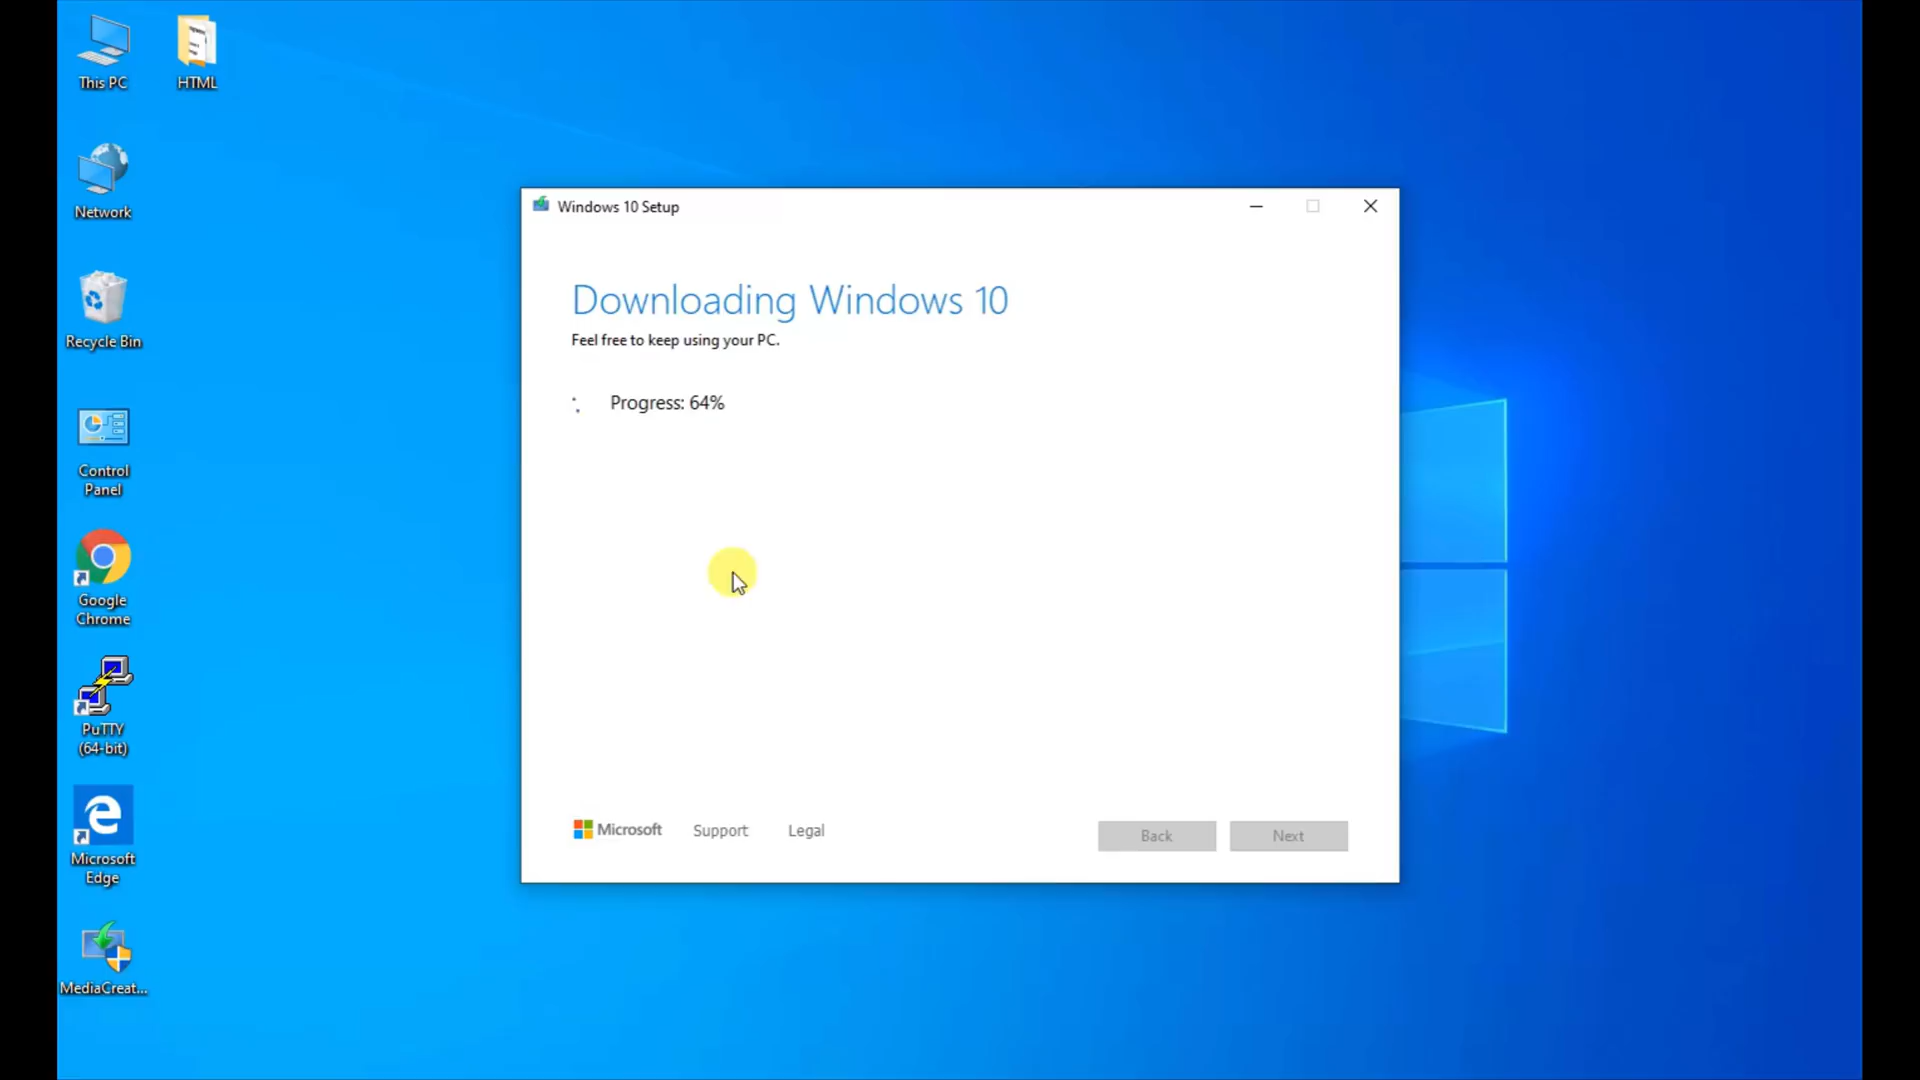 This PC
HTML
Network
Recycle Bin
Control
Panel
Google
Chrome
PuTTY
(64-bit)
Microsoft
Edge
MediaCreat...
Windows 10 Setup
Downloading Windows 10
Feel free to keep using your PC.
Progress: 64%
Microsoft
Support
Legal
Back
Next